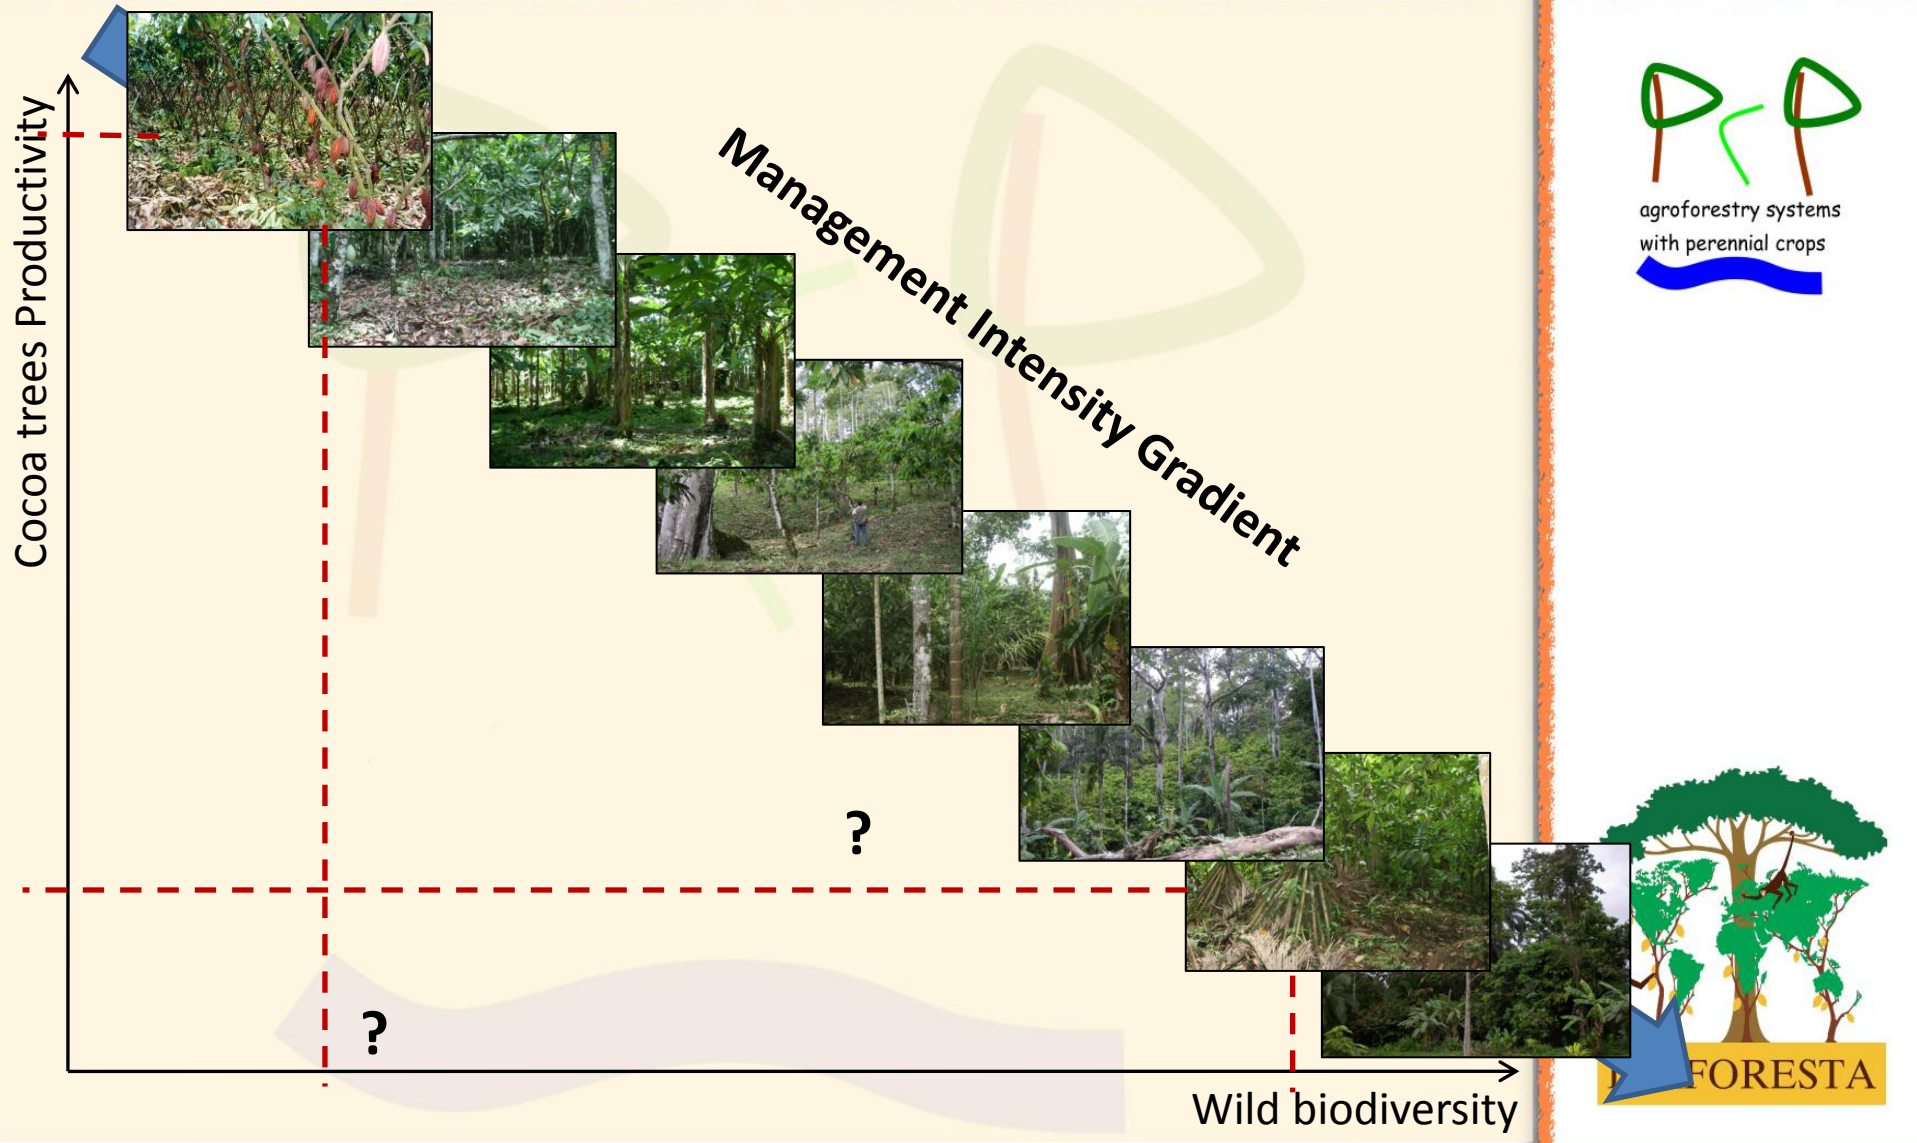 Cocoa trees Productivity
Management Intensity Gradient
?
?
Wild biodiversity
agroforestry systems
with perennial crops
FORESTA